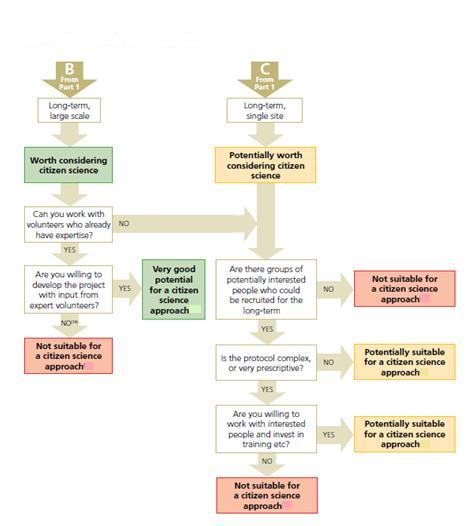 B
From
Part 1
Long-term,
large scale
Worth considering
citizen science
Can you work with
volunteers who already
have expertise?
NO
YES
Are you willing to
develop the project
with input from
expert volunteers?
YES
Very good
potential
for a citizen
science
approach
Not suitable for
a citizen science
approach
C
From
Part 1
Long-term,
single site
Potentially worth
considering citizen
science
Are there groups of
potentially interested
people who could
be recruited for the
long-term
NO
Not suitable for
a citizen science
approach
YES
Is the protocol complex,
or very prescriptive?
NO
Potentially suitable
for a citizen science
approach
YES
Are you willing to
work with interested
people and invest in
training etc?
YES
Potentially suitable
for a citizen science
approach
NO
Not suitable for
a citizen science
approach